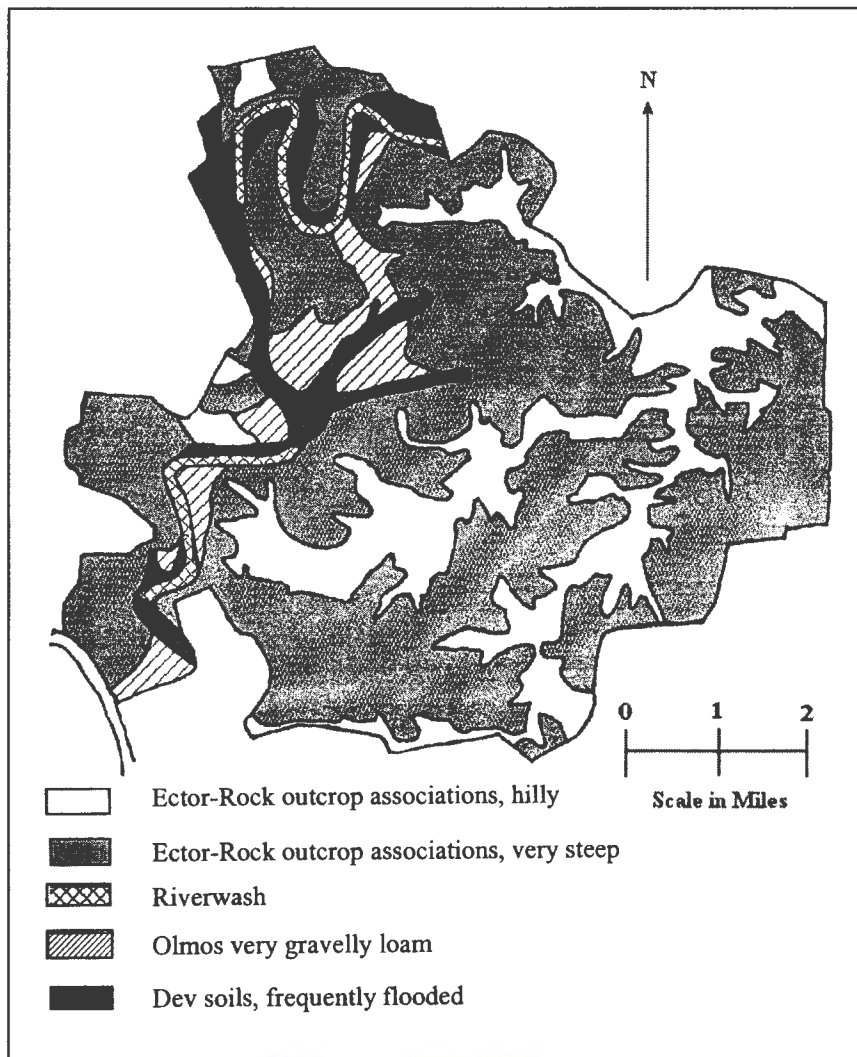 N
0 1 2
Scale in Miles
Ector-Rock outcrop associations, hilly
Ector-Rock outcrop associations, very steep
Riverwash
Olmos very gravelly loam
Dev soils, frequently flooded